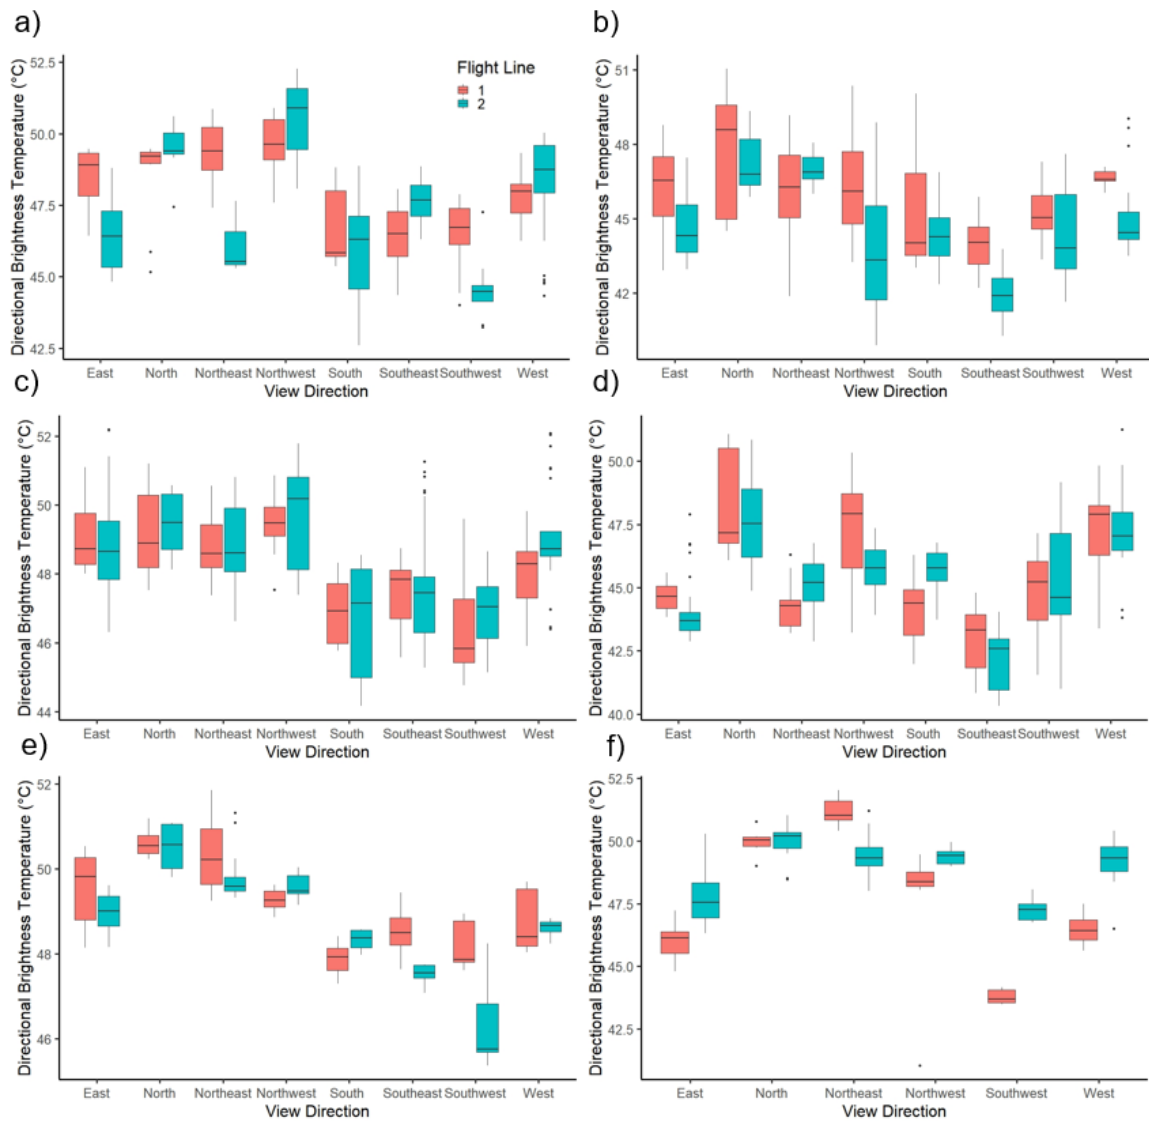 a)
Directional Brightness Temperature (°C)
52.5
50.0
47.5
45.0
42.5
Flight Line
1
2
East North Northeast Northwest South Southeast Southwest West
View Direction
b)
Directional Brightness Temperature (°C)
51
48
45
42
East North Northeast Northwest South Southeast Southwest West
View Direction
c)
Directional Brightness Temperature (°C)
52
50
48
46
44
East North Northeast Northwest South Southeast Southwest West
View Direction
d)
Directional Brightness Temperature (°C)
50.0
47.5
45.0
42.5
40.0
East North Northeast Northwest South Southeast Southwest West
View Direction
e)
Directional Brightness Temperature (°C)
52
50
48
46
East North Northeast Northwest South Southeast Southwest West
View Direction
f)
Directional Brightness Temperature (°C)
52.5
50.0
47.5
45.0
42.5
East North Northeast Northwest Southwest West
View Direction